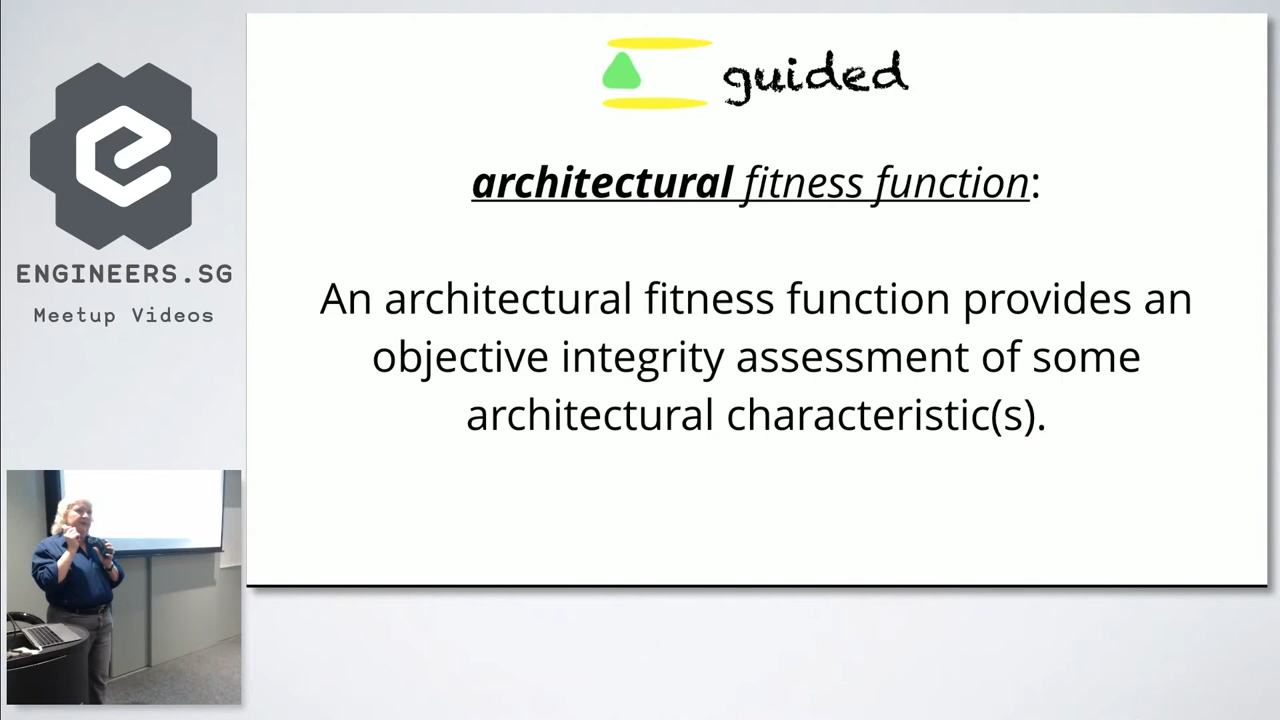 ENGINEERS.SG
Meetup Videos
guided
architectural fitness function:
An architectural fitness function provides an
objective integrity assessment of some
architectural characteristic(s).